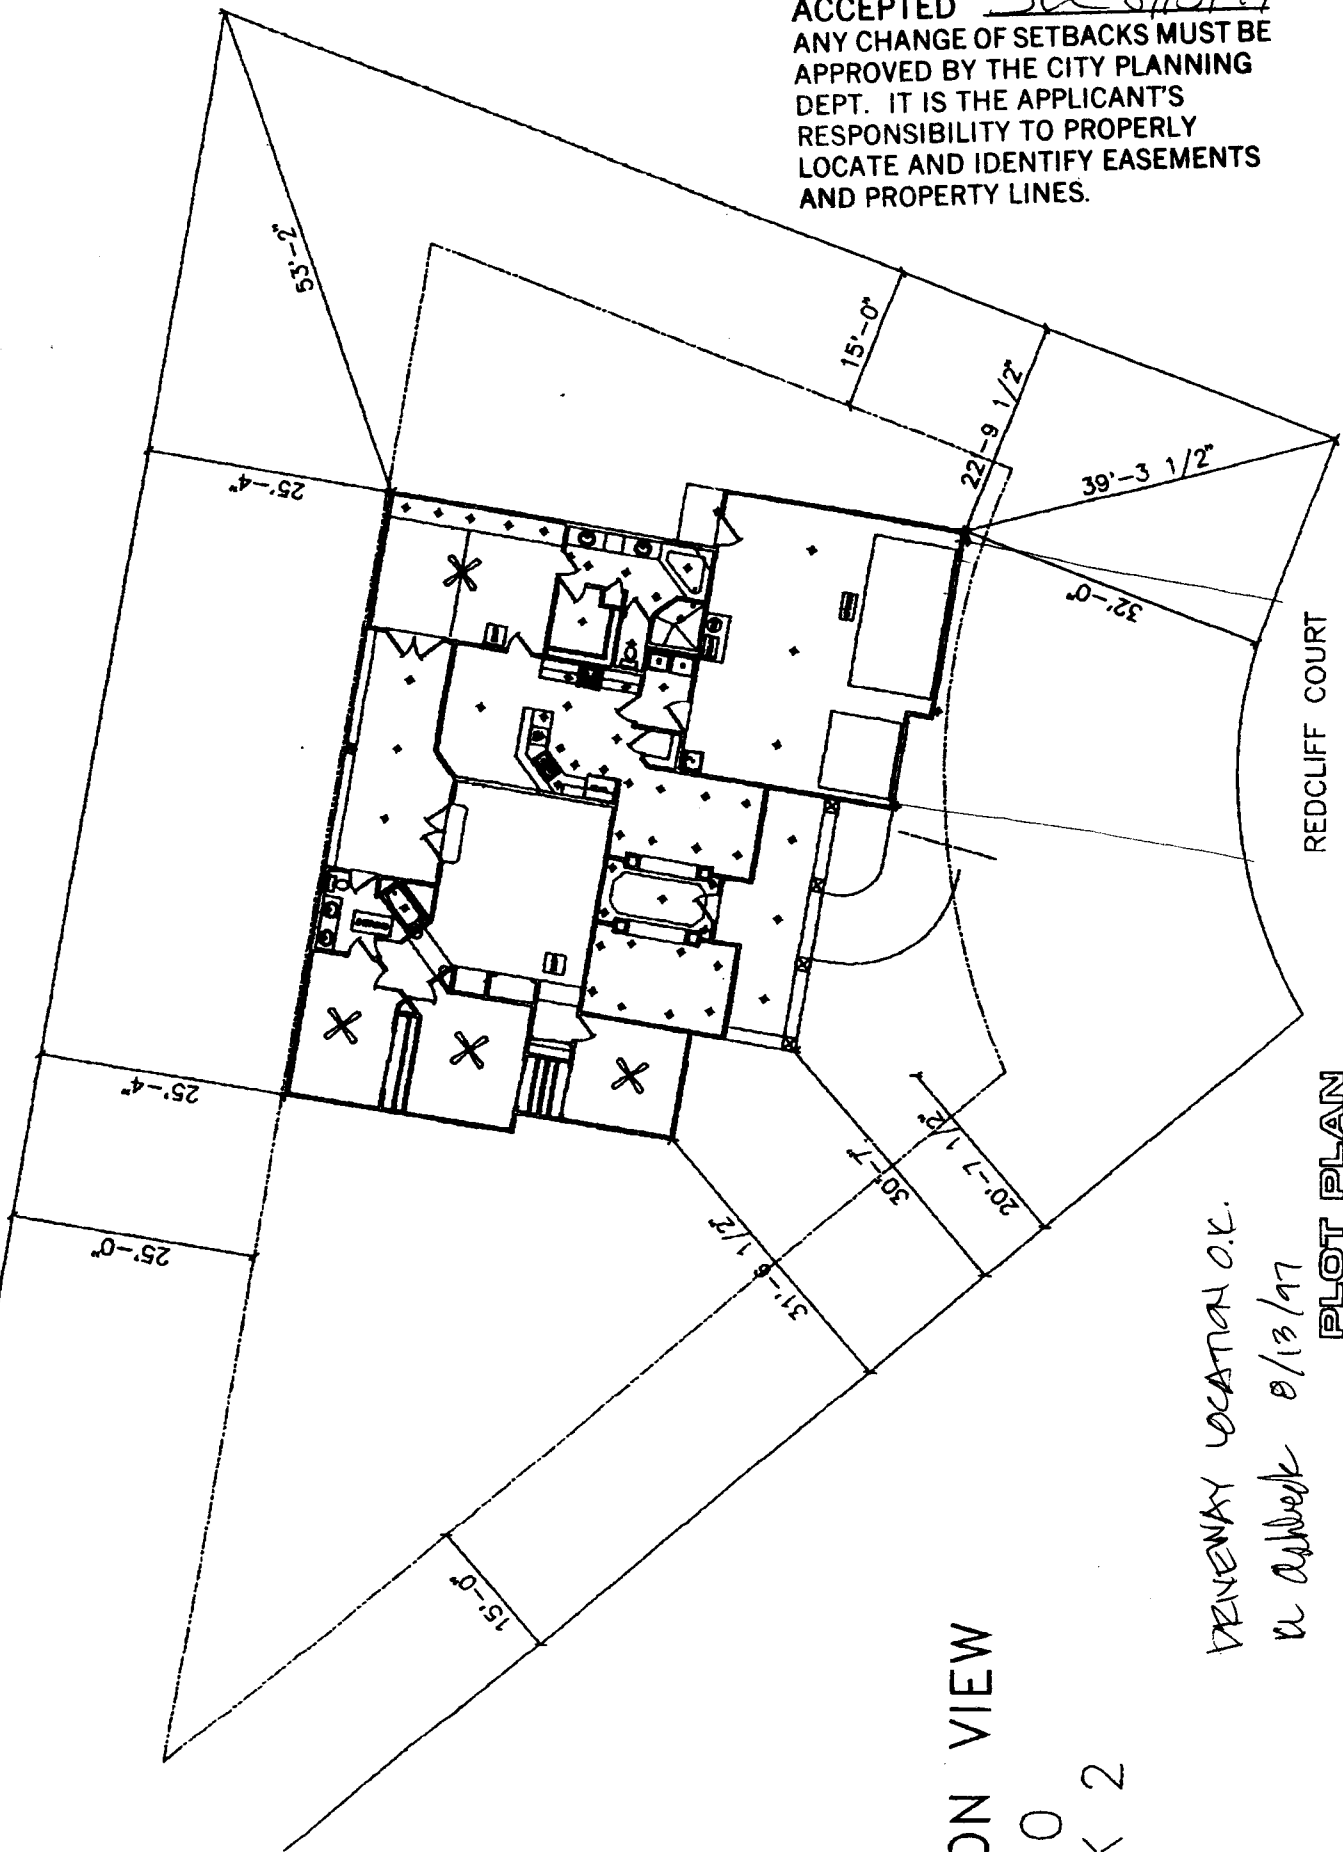 ACCEPTED
ANY CHANGE OF SETBACKS MUST BE
APPROVED BY THE CITY PLANNING
DEPT. IT IS THE APPLICANT'S
RESPONSIBILITY TO PROPERLY
LOCATE AND IDENTIFY EASEMENTS
AND PROPERTY LINES.
53'-2"
15'-0"
22'-9 1/2"
39'-3 1/2"
32'-0"
25'-4"
25'-4"
25'-0"
31'-6 1/2"
30'-7"
20'-7 1/2"
15'-0"
REDCLIFF COURT
DRIVEWAY LOCATION O.K.
8/13/97
PLOT PLAN
ON VIEW
0
K 2